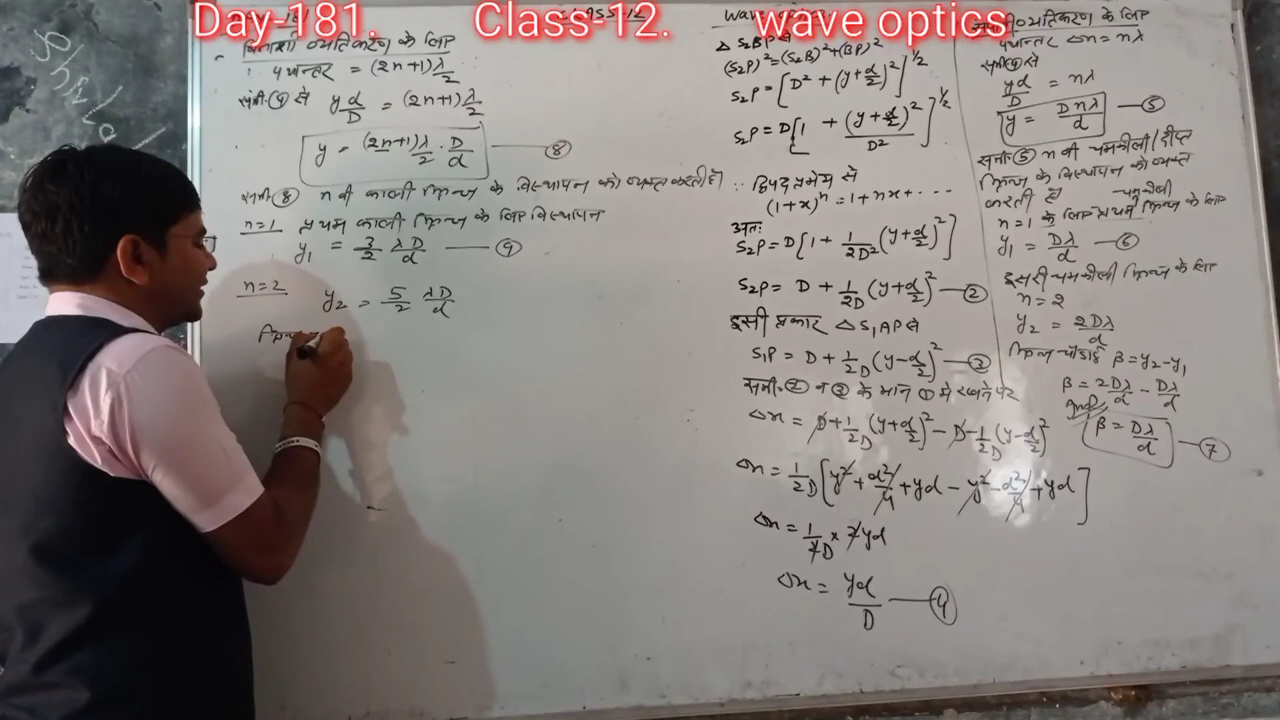 Day-181. Class-12. wave optics
विनाशी व्यतिकरण के लिए
पथान्तर = (2n+1)λ/2
समी. ④ से yd/D = (2n+1)λ/2
y = (2n+1)λ/2 · D/d —⑧
समी. ⑧ n वी काली फ्रिन्ज के विस्थापन को व्यक्त करती है।
n=1 प्रथम काली फ्रिन्ज के लिए विस्थापन
y₁ = 3/2 λD/d —⑨
n=2 y₂ = 5/2 λD/d
Δ S₂BP से
(S₂P)²=(S₂B)²+(BP)²
S₂P = [D² + (y+d/2)²]^1/2
S₂P = D[1 + (y+d/2)²/D²]^1/2
∵ द्विपद प्रमेय से
(1+x)ⁿ = 1+nx+ ---
अतः
S₂P = D[1 + 1/2D² (y+d/2)²]
S₂P = D + 1/2D (y+d/2)² —②
इसी प्रकार Δ S₁AP से
S₁P = D + 1/2D (y-d/2)² —③
समी. ② व ③ के मान ① मे रखने पर
Δx = D+1/2D (y+d/2)² - D-1/2D (y-d/2)²
Δx = 1/2D [y²+d²/4+yd-y²-d²/4+yd]
Δx = 1/2D × 2yd
Δx = yd/D —④
व्यतिकरण के लिए
पथान्तर Δx = nλ
समी ④ से
yd/D = nλ
y = Dnλ/d —⑤
समी ⑤ n वी चमकीली/दीप्त
फ्रिन्ज के विस्थापन को व्यक्त
करती है
चमकीली
n=1 के लिए प्रथम फ्रिन्ज के लिए
y₁ = Dλ/d —⑥
दूसरी चमकीली फ्रिन्ज के लिए
n=2
y₂ = 2Dλ/d
फ्रिन्ज चौड़ाई β=y₂-y₁
β = 2Dλ/d - Dλ/d
β = Dλ/d —⑦